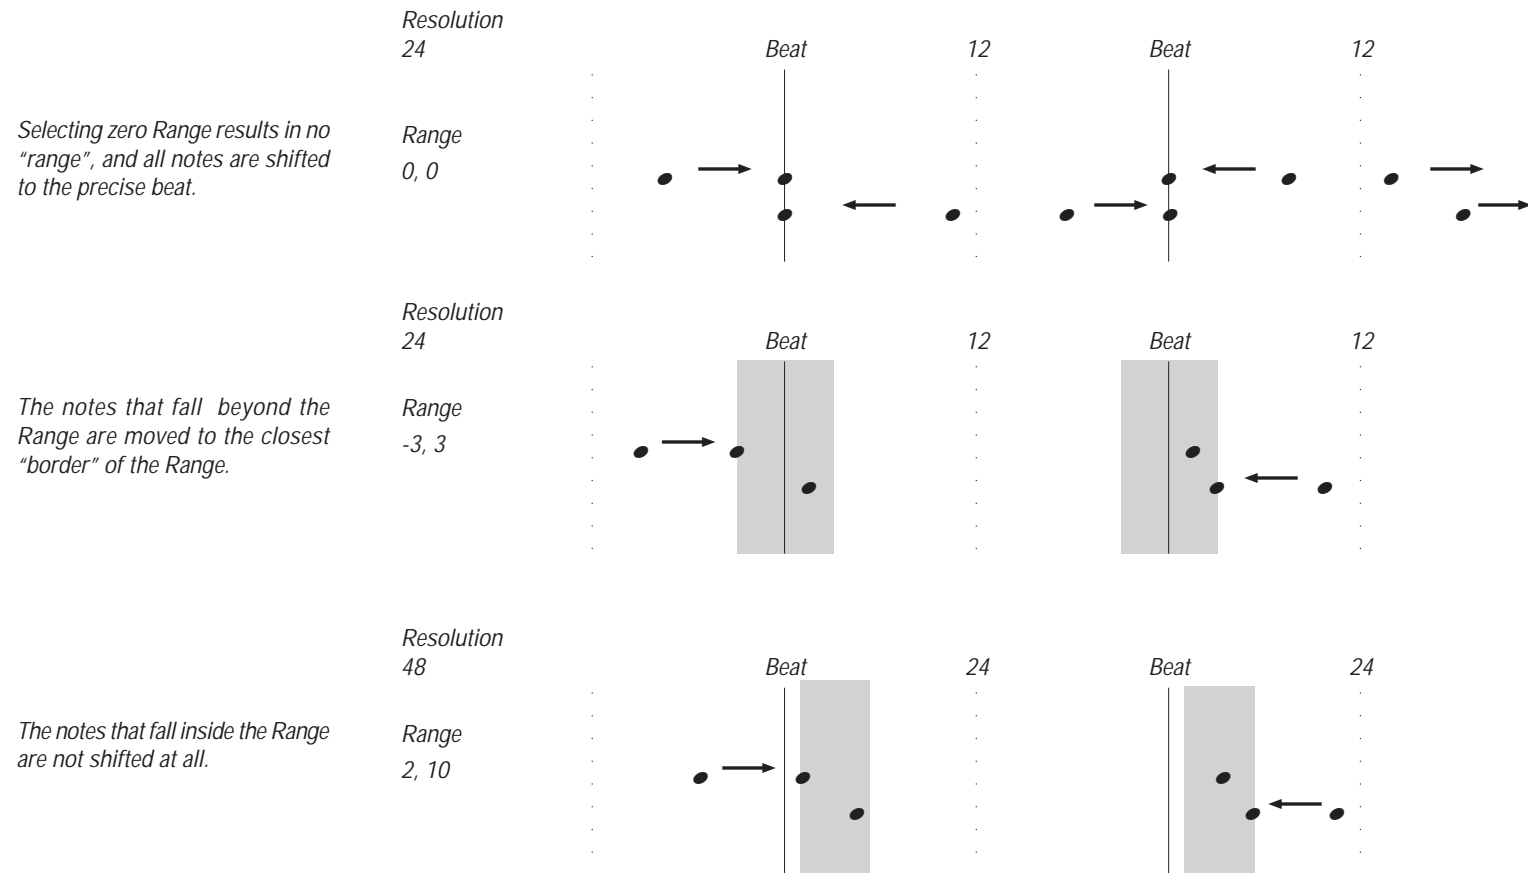 Resolution
24
Beat
12
Beat
12
Selecting zero Range results in no
"range", and all notes are shifted
to the precise beat.
Range
0, 0
Resolution
24
Beat
12
Beat
12
The notes that fall beyond the
Range are moved to the closest
"border" of the Range.
Range
-3, 3
Resolution
48
Beat
24
Beat
24
The notes that fall inside the Range
are not shifted at all.
Range
2, 10